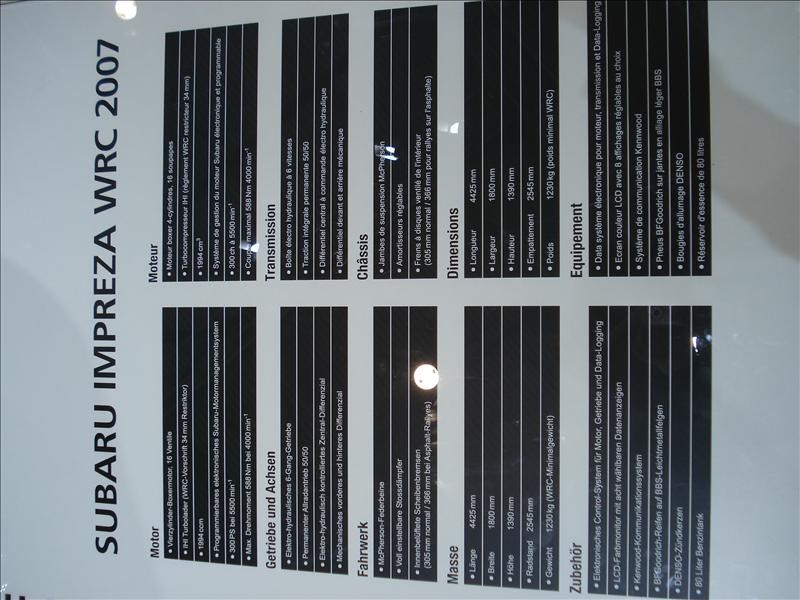 SUBARU IMPREZA WRC 2007
Motor
• Vierzylinder-Boxermotor, 16 Ventile
• IHI Turbolader (WRC-Vorschrift 34 mm Restriktor)
• 1994 ccm
• Programmierbares elektronisches Subaru-Motormanagementsystem
• 300 PS bei 5500 min⁻¹
• Max. Drehmoment 588 Nm bei 4000 min⁻¹
Getriebe und Achsen
• Elektro-hydraulisches 6-Gang-Getriebe
• Permanenter Allradantrieb 50/50
• Elektro-hydraulisch kontrolliertes Zentral-Differenzial
• Mechanisches vorderes und hinteres Differenzial
Fahrwerk
• McPherson-Federbeine
• Voll einstellbare Stossdämpfer
• Innenbelüftete Scheibenbremsen
(305 mm normal / 366 mm bei Asphalt-Rallyes)
Masse
• Länge 4425 mm
• Breite 1800 mm
• Höhe 1390 mm
• Radstand 2545 mm
• Gewicht 1230 kg (WRC-Minimalgewicht)
Zubehör
• Elektronisches Control-System für Motor, Getriebe und Data-Logging
• LCD-Farbmonitor mit acht wählbaren Datenanzeigen
• Kenwood-Kommunikationssystem
• BFGoodrich-Reifen auf BBS-Leichtmetallfelgen
• DENSO-Zündkerzen
• 80 Liter Benzintank
Moteur
• Moteur boxer 4-cylindres, 16 soupapes
• Turbocompresseur IHI (règlement WRC restricteur 34 mm)
• 1994 cm³
• Système de gestion du moteur Subaru électronique et programmable
• 300 ch à 5500 min⁻¹
• Couple maximal 588 Nm à 4000 min⁻¹
Transmission
• Boîte électro hydraulique à 6 vitesses
• Traction intégrale permanente 50/50
• Différentiel central à commande électro hydraulique
• Différentiel devant et arrière mécanique
Châssis
• Jambes de suspension McPherson
• Amortisseurs réglables
• Freins à disques ventilé de l'intérieur
(305 mm normal / 366 mm pour rallyes sur l'asphalte)
Dimensions
• Longueur 4425 mm
• Largeur 1800 mm
• Hauteur 1390 mm
• Empattement 2545 mm
• Poids 1230 kg (poids minimal WRC)
Equipement
• Data système électronique pour moteur, transmission et Data-Logging
• Ecran couleur LCD avec 8 affichages réglables au choix
• Système de communication Kenwood
• Pneus BFGoodrich sur jantes en alliage léger BBS
• Bougies d'allumage DENSO
• Réservoir d'essence de 80 litres